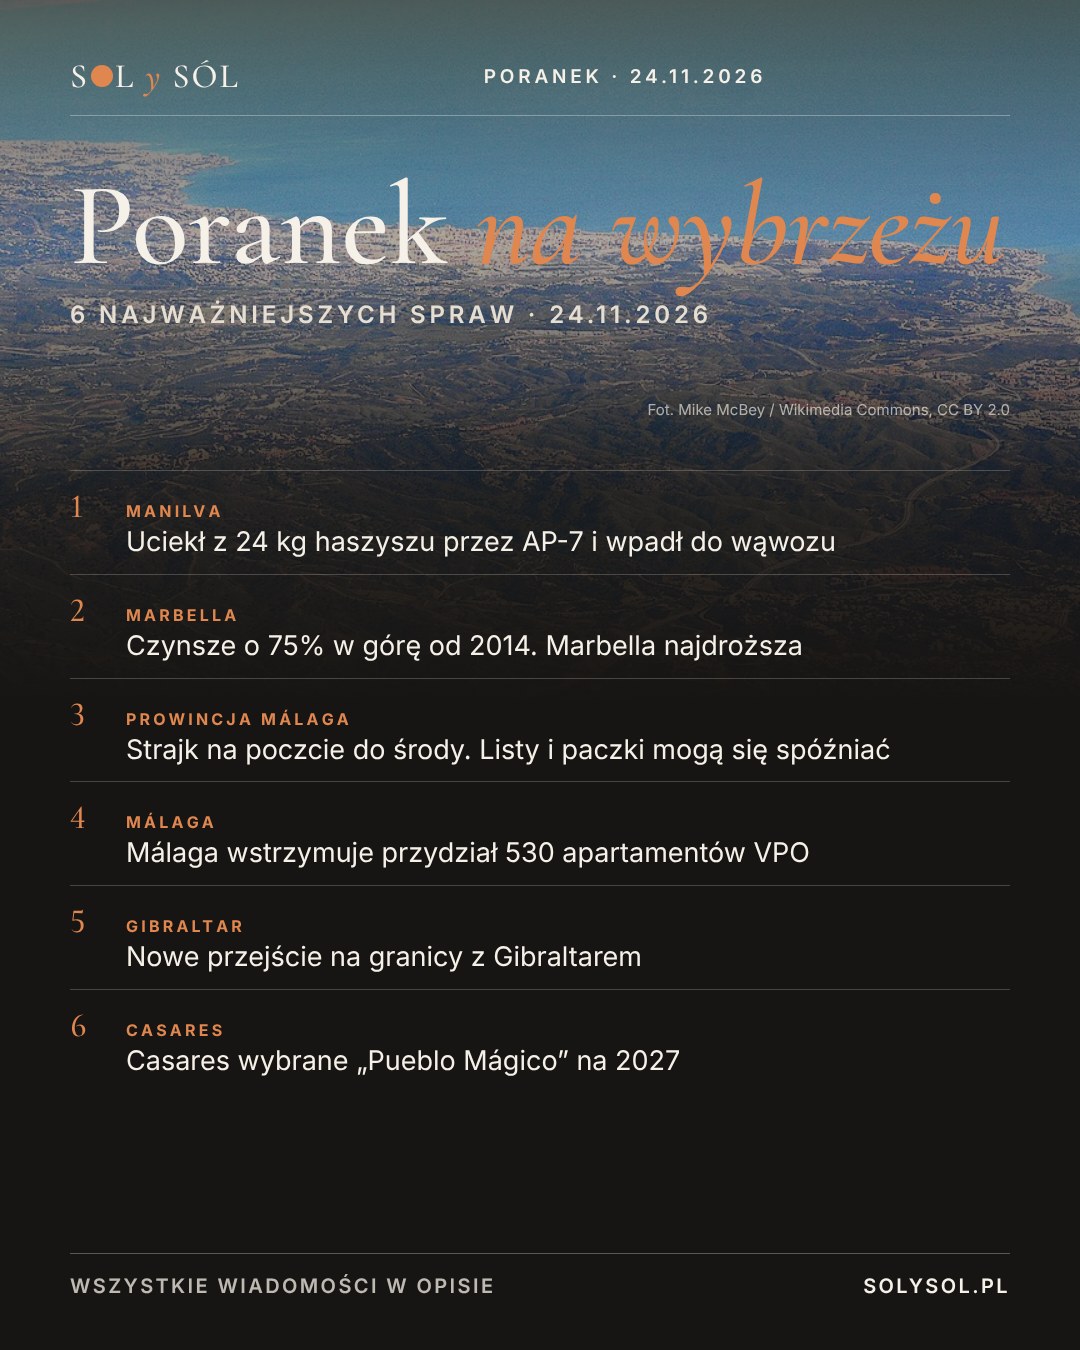 SOL y SÓL
PORANEK · 24.11.2026
Poranek na wybrzeżu
6 NAJWAŻNIEJSZYCH SPRAW · 24.11.2026
Fot. Mike McBey / Wikimedia Commons, CC BY 2.0
1 MANILVA
Uciekł z 24 kg haszyszu przez AP-7 i wpadł do wąwozu
2 MARBELLA
Czynsze o 75% w górę od 2014. Marbella najdroższa
3 PROWINCJA MÁLAGA
Strajk na poczcie do środy. Listy i paczki mogą się spóźniać
4 MÁLAGA
Málaga wstrzymuje przydział 530 apartamentów VPO
5 GIBRALTAR
Nowe przejście na granicy z Gibraltarem
6 CASARES
Casares wybrane „Pueblo Mágico” na 2027
WSZYSTKIE WIADOMOŚCI W OPISIE
SOLYSOL.PL